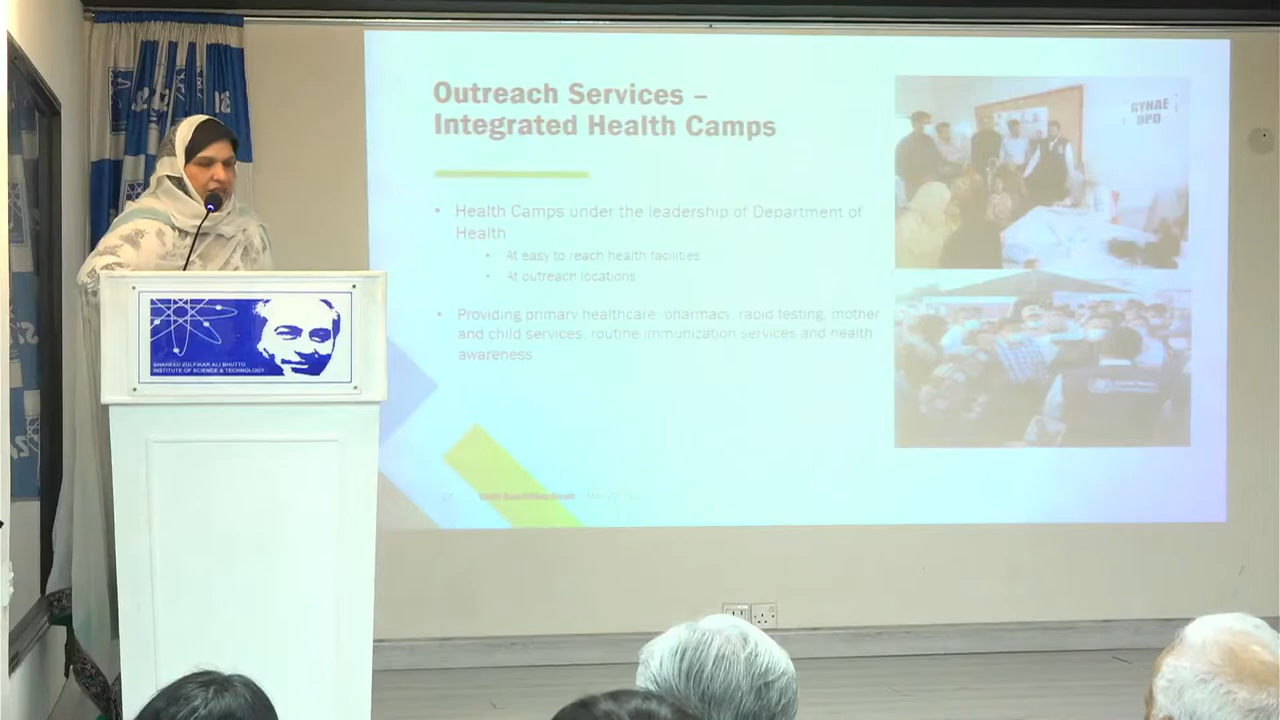 Outreach Services –
Integrated Health Camps
• Health Camps under the leadership of Department of
Health
• At easy to reach health facilities
• At outreach locations
• Providing primary healthcare, pharmacy, rapid testing, mother
and child services, routine immunization services and health
awareness
GYNAE
OPD
SHAHEED ZULFIKAR ALI BHUTTO
INSTITUTE OF SCIENCE & TECHNOLOGY